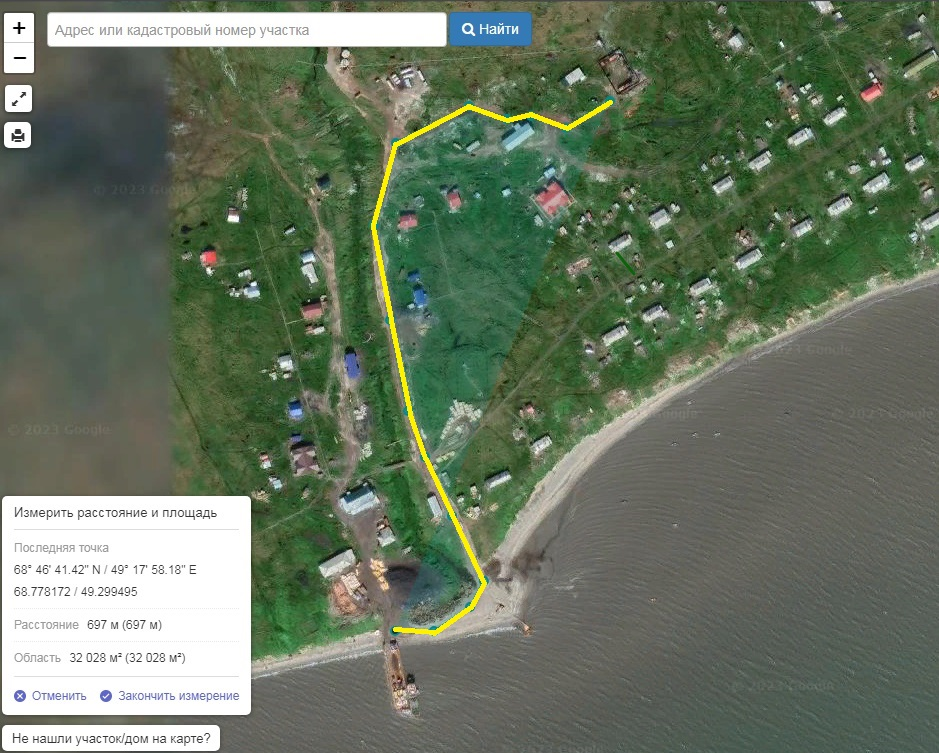 +
Адрес или кадастровый номер участка
Найти
−
© 2023 Google
© 2023 Google
© 2023 Google
© 2023 Google
Google
© 2023 Google
Измерить расстояние и площадь
Последняя точка
68° 46' 41.42" N / 49° 17' 58.18" E
68.778172 / 49.299495
Расстояние 697 м (697 м)
Область 32 028 м² (32 028 м²)
Отменить Закончить измерение
Не нашли участок/дом на карте?